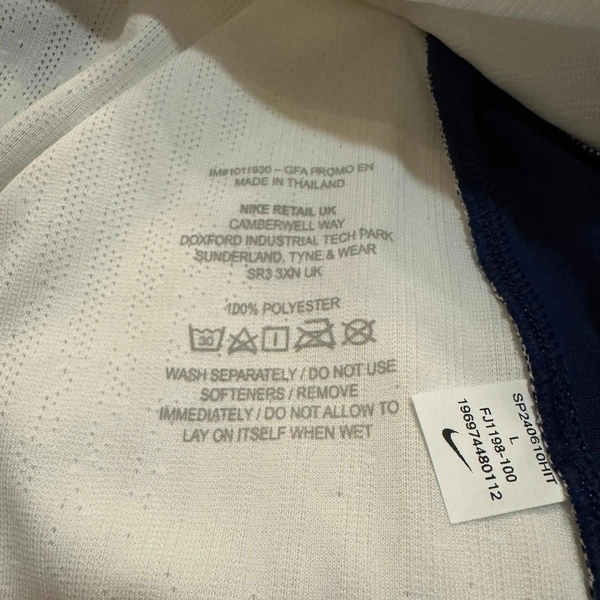 IM#1011930 – GFA PROMO EN
MADE IN THAILAND
NIKE RETAIL UK
CAMBERWELL WAY
DOXFORD INDUSTRIAL TECH PARK
SUNDERLAND, TYNE & WEAR
SR3 3XN UK
100% POLYESTER
30
WASH SEPARATELY / DO NOT USE
SOFTENERS / REMOVE
IMMEDIATELY / DO NOT ALLOW TO
LAY ON ITSELF WHEN WET
SP240610HIT
L
FJ1198-100
196974480112